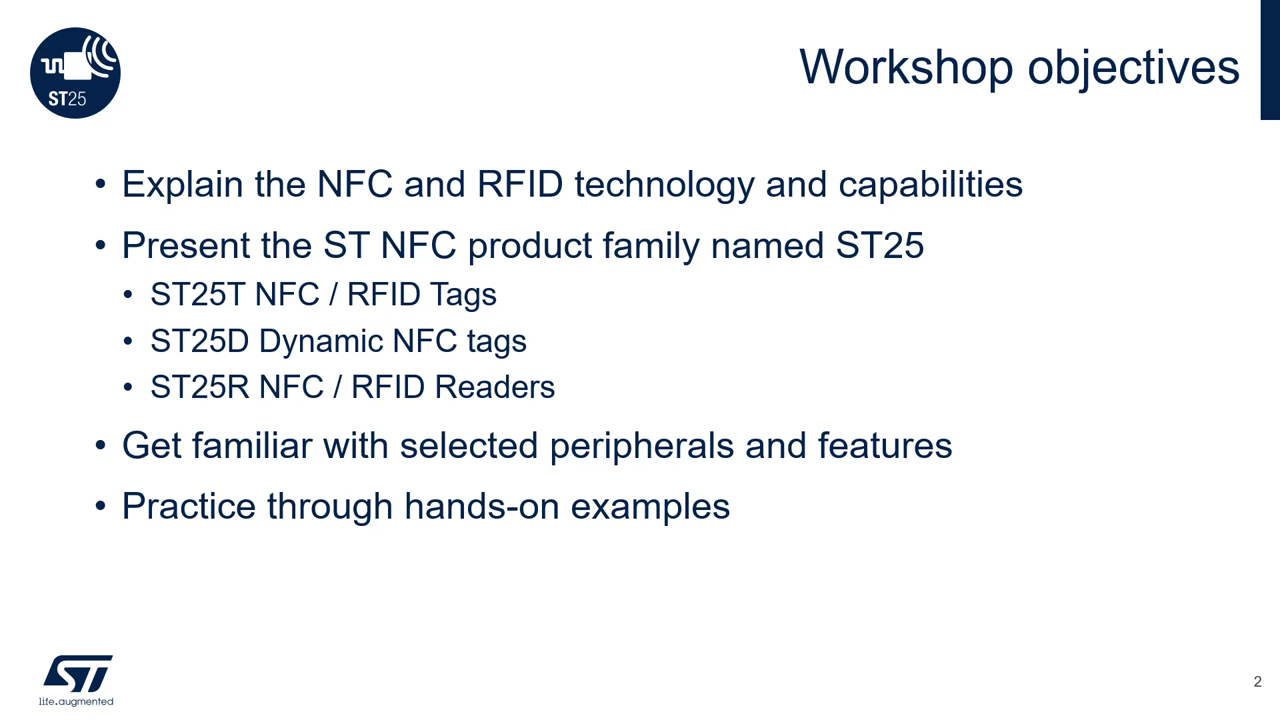 ST25
Workshop objectives
• Explain the NFC and RFID technology and capabilities
• Present the ST NFC product family named ST25
• ST25T NFC / RFID Tags
• ST25D Dynamic NFC tags
• ST25R NFC / RFID Readers
• Get familiar with selected peripherals and features
• Practice through hands-on examples
ST
life.augmented
2